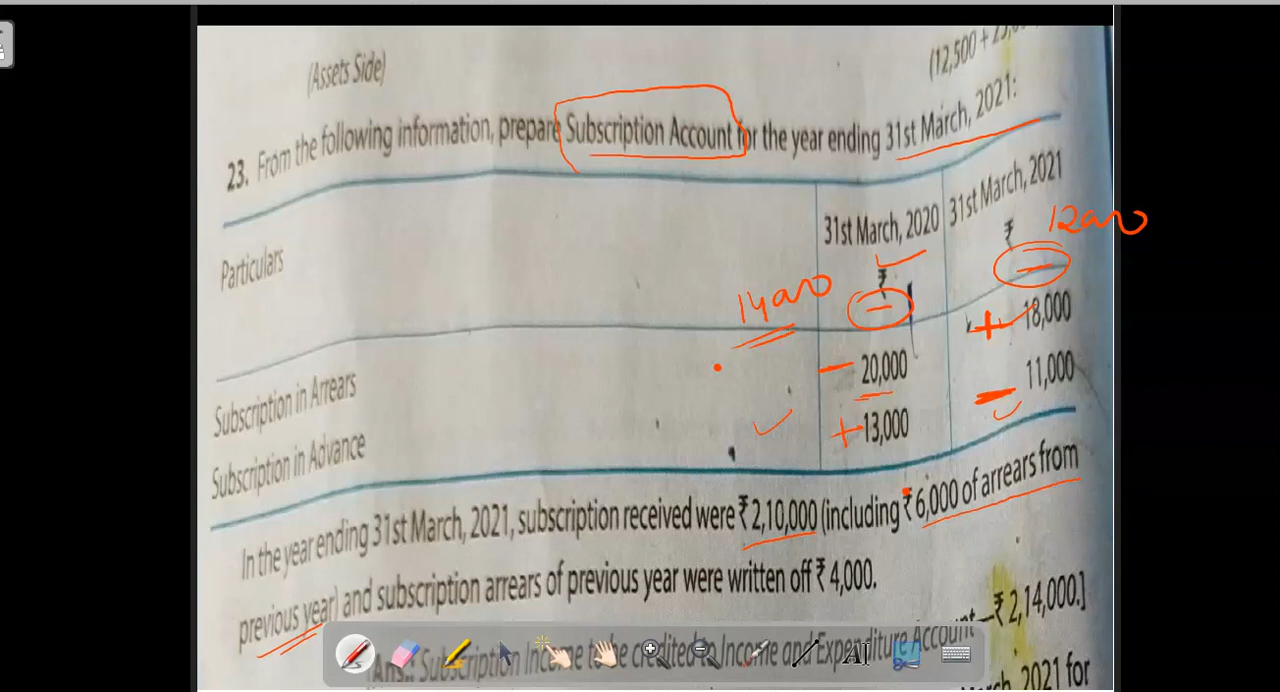 (12,500 +
(Assets Side)
23. From the following information, prepare Subscription Account for the year ending 31st March, 2021:
Particulars 31st March, 2020 31st March, 2021
₹ ₹
12000
14000
Subscription in Arrears 20,000 18,000
Subscription in Advance 13,000 11,000
In the year ending 31st March, 2021, subscription received were ₹ 2,10,000 (including ₹ 6,000 of arrears from
previous year) and subscription arrears of previous year were written off ₹ 4,000.
[Ans.: Subscription Income to be credited to Income and Expenditure Account—₹ 2,14,000.]
March, 2021 for
AI